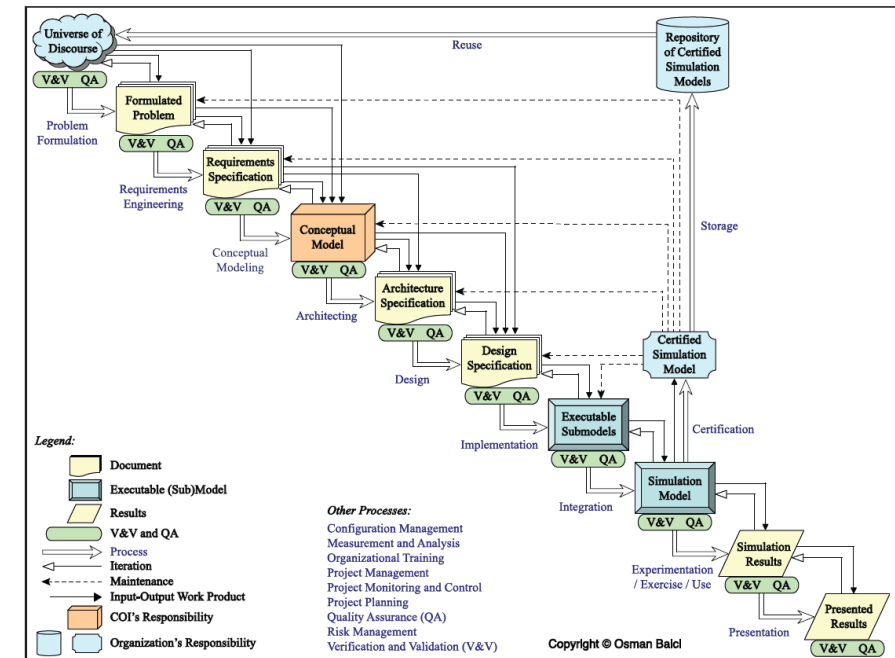 Universe of
Discourse
Reuse
Repository
of Certified
Simulation
Models
V&V QA
Problem
Formulation
Formulated
Problem
V&V QA
Requirements
Engineering
Requirements
Specification
V&V QA
Conceptual
Modeling
Conceptual
Model
V&V QA
Storage
Architecting
Architecture
Specification
V&V QA
Design
Design
Specification
V&V QA
Certified
Simulation
Model
Implementation
Executable
Submodels
V&V QA
Certification
Integration
Simulation
Model
V&V QA
Experimentation
/ Exercise / Use
Simulation
Results
V&V QA
Presentation
Presented
Results
V&V QA
Legend:
Document
Executable (Sub)Model
Results
V&V and QA
Process
Iteration
Maintenance
Input-Output Work Product
COI's Responsibility
Organization's Responsibility
Other Processes:
Configuration Management
Measurement and Analysis
Organizational Training
Project Management
Project Monitoring and Control
Project Planning
Quality Assurance (QA)
Risk Management
Verification and Validation (V&V)
Copyright © Osman Balci